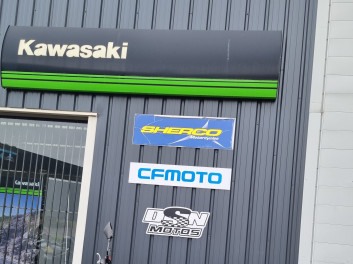 Kawasaki
SHERCO
CFMOTO
DSN
MOTOS